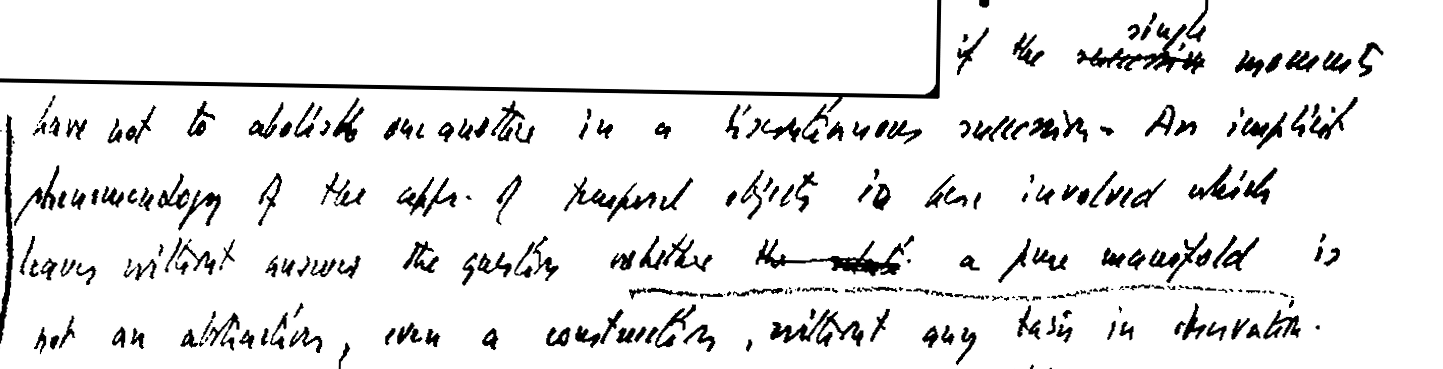 if the single moments
have not to abolish one another in a discontinuous succession. An implicit
phenomenology of the appr. of temporal objects is here involved which
leaves without answer the question whether a pure manifold is
not an abstraction, even a construction, without any basis in observation.